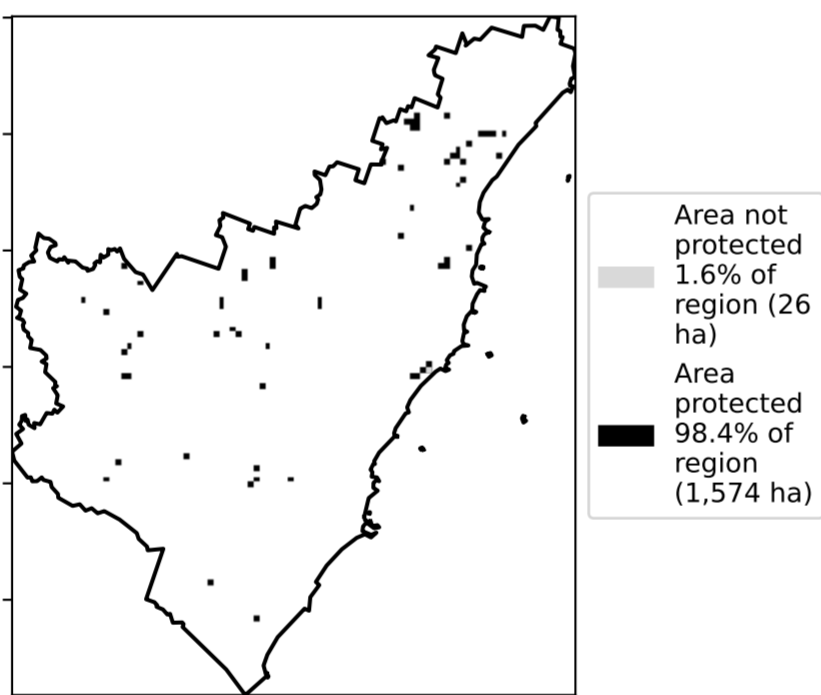 Area not
protected
1.6% of
region (26
ha)
Area
protected
98.4% of
region
(1,574 ha)